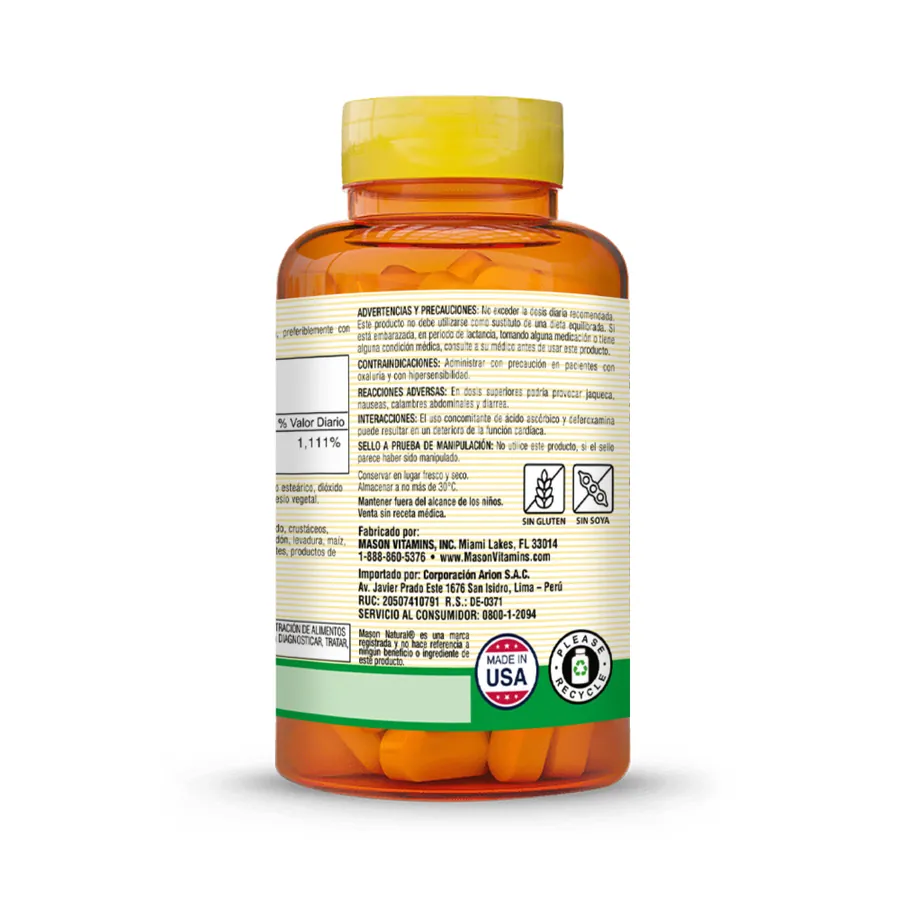 , preferiblemente con
% Valor Diario
1,111%
o esteárico, dióxido
esio vegetal.
do, crustáceos,
dón, levadura, maíz,
tes, productos de
TRACIÓN DE ALIMENTOS
DIAGNOSTICAR, TRATAR,
ADVERTENCIAS Y PRECAUCIONES: No exceder la dosis diaria recomendada.
Este producto no debe utilizarse como sustituto de una dieta equilibrada. Si
está embarazada, en periodo de lactancia, tomando alguna medicación o tiene
alguna condición médica, consulte a su médico antes de usar este producto.
CONTRAINDICACIONES: Administrar con precaución en pacientes con
oxaluria y con hipersensibilidad.
REACCIONES ADVERSAS: En dosis superiores podría provocar jaqueca,
nauseas, calambres abdominales y diarrea.
INTERACCIONES: El uso concomitante de ácido ascórbico y deferoxamina
puede resultar en un deterioro de la función cardíaca.
SELLO A PRUEBA DE MANIPULACIÓN: No utilice este producto, si el sello
parece haber sido manipulado.
Conservar en lugar fresco y seco.
Almacenar a no más de 30°C.
Mantener fuera del alcance de los niños.
Venta sin receta médica.
SIN GLUTEN
SIN SOYA
Fabricado por:
MASON VITAMINS, INC. Miami Lakes, FL 33014
1-888-860-5376 • www.MasonVitamins.com
Importado por: Corporación Arion S.A.C.
Av. Javier Prado Este 1676 San Isidro, Lima – Perú
RUC: 20507410791 R.S.: DE-0371
SERVICIO AL CONSUMIDOR: 0800-1-2094
Mason Natural® es una marca
registrada y no hace referencia a
ningún beneficio o ingrediente de
este producto.
MADE IN
USA
PLEASE
RECYCLE